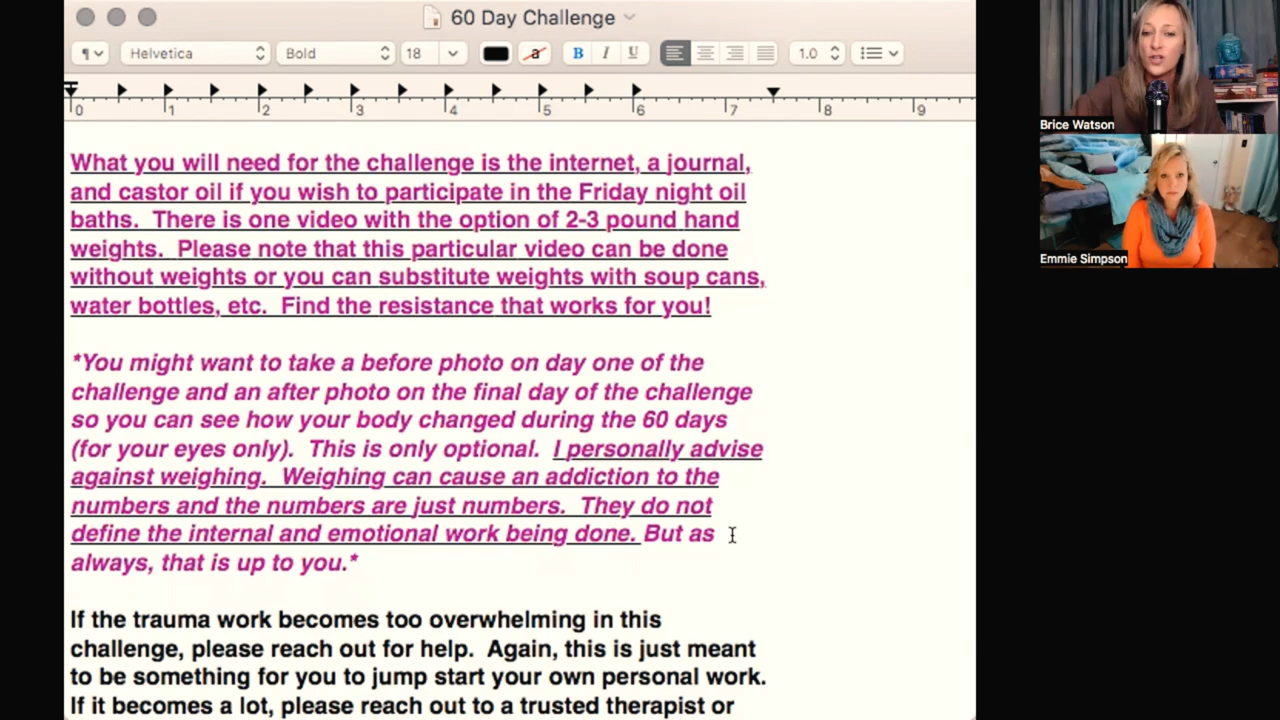 60 Day Challenge
Helvetica Bold 18 a B I U 1.0
0 1 2 3 4 5 6 7 8 9
What you will need for the challenge is the internet, a journal,
and castor oil if you wish to participate in the Friday night oil
baths.  There is one video with the option of 2-3 pound hand
weights.  Please note that this particular video can be done
without weights or you can substitute weights with soup cans,
water bottles, etc.  Find the resistance that works for you!
*You might want to take a before photo on day one of the
challenge and an after photo on the final day of the challenge
so you can see how your body changed during the 60 days
(for your eyes only).  This is only optional.  I personally advise
against weighing.  Weighing can cause an addiction to the
numbers and the numbers are just numbers.  They do not
define the internal and emotional work being done. But as
always, that is up to you.*
If the trauma work becomes too overwhelming in this
challenge, please reach out for help.  Again, this is just meant
to be something for you to jump start your own personal work.
If it becomes a lot, please reach out to a trusted therapist or
Brice Watson
Emmie Simpson